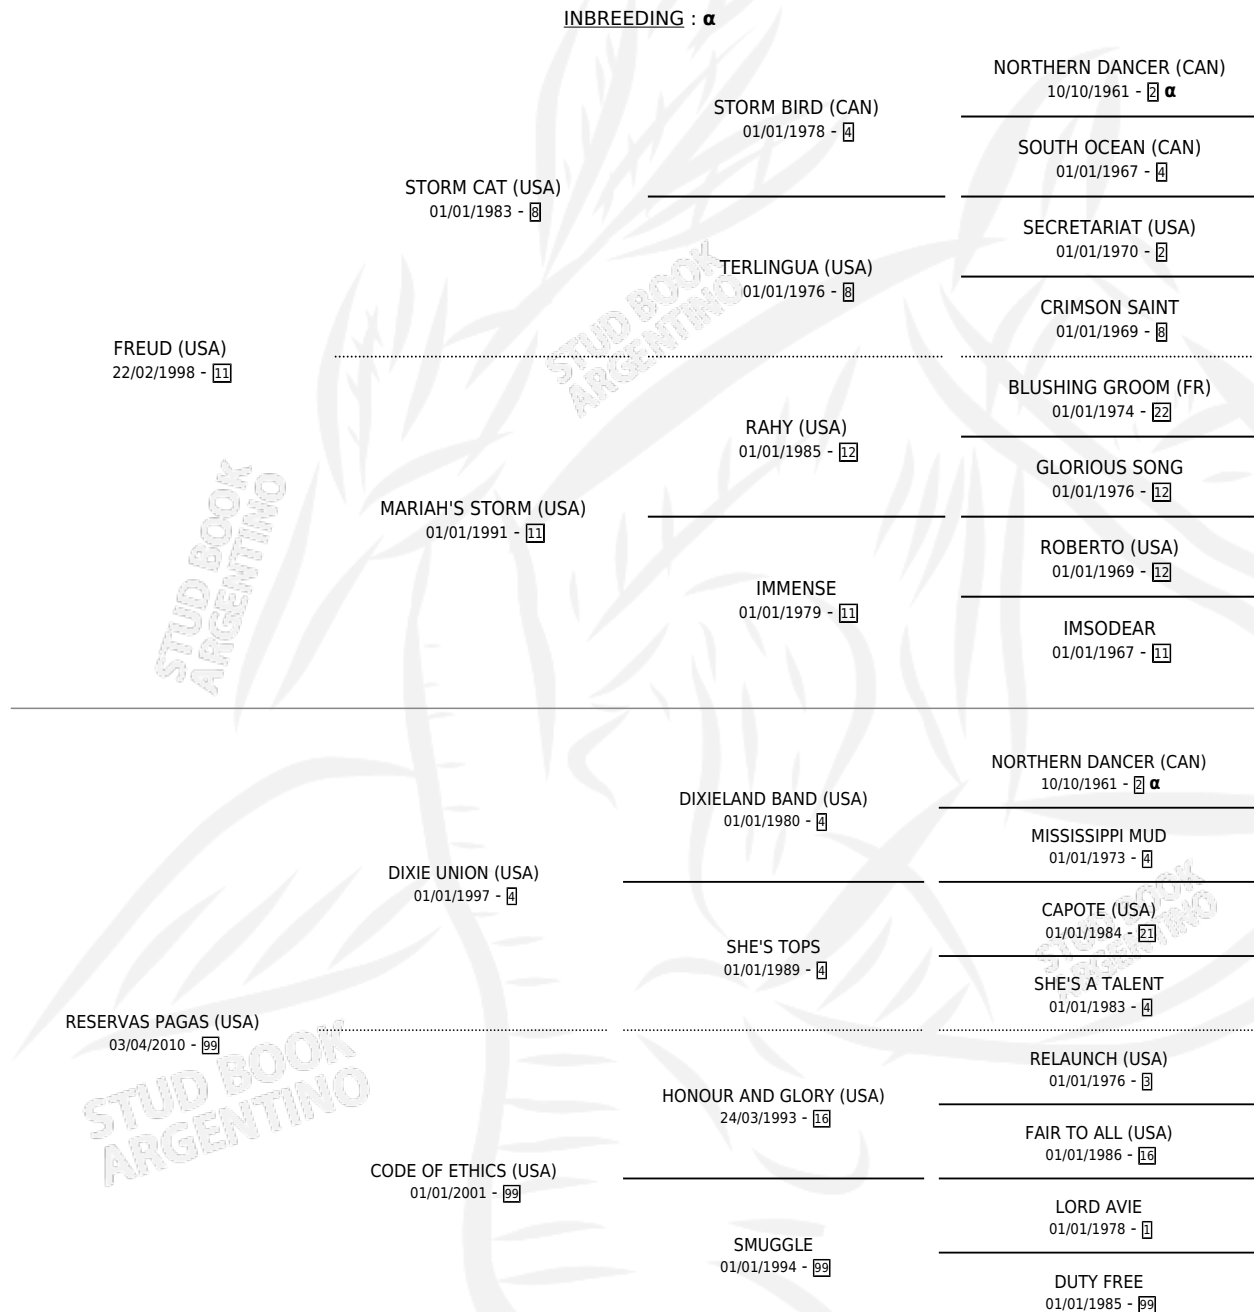 INBREEDING : α
NORTHERN DANCER (CAN)
10/10/1961 - 2 α
STORM BIRD (CAN)
01/01/1978 - 4
SOUTH OCEAN (CAN)
01/01/1967 - 4
STORM CAT (USA)
01/01/1983 - 8
SECRETARIAT (USA)
01/01/1970 - 2
TERLINGUA (USA)
01/01/1976 - 8
CRIMSON SAINT
01/01/1969 - 8
FREUD (USA)
22/02/1998 - 11
BLUSHING GROOM (FR)
01/01/1974 - 22
RAHY (USA)
01/01/1985 - 12
GLORIOUS SONG
01/01/1976 - 12
MARIAH'S STORM (USA)
01/01/1991 - 11
ROBERTO (USA)
01/01/1969 - 12
IMMENSE
01/01/1979 - 11
IMSODEAR
01/01/1967 - 11
NORTHERN DANCER (CAN)
10/10/1961 - 2 α
DIXIELAND BAND (USA)
01/01/1980 - 4
MISSISSIPPI MUD
01/01/1973 - 4
DIXIE UNION (USA)
01/01/1997 - 4
CAPOTE (USA)
01/01/1984 - 21
SHE'S TOPS
01/01/1989 - 4
SHE'S A TALENT
01/01/1983 - 4
RESERVAS PAGAS (USA)
03/04/2010 - 99
RELAUNCH (USA)
01/01/1976 - 3
HONOUR AND GLORY (USA)
24/03/1993 - 16
FAIR TO ALL (USA)
01/01/1986 - 16
CODE OF ETHICS (USA)
01/01/2001 - 99
LORD AVIE
01/01/1978 - 1
SMUGGLE
01/01/1994 - 99
DUTY FREE
01/01/1985 - 99
STUD BOOK
ARGENTINO
STUD BOOK
ARGENTINO
STUD BOOK
ARGENTINO
STUD BOOK
ARGENTINO